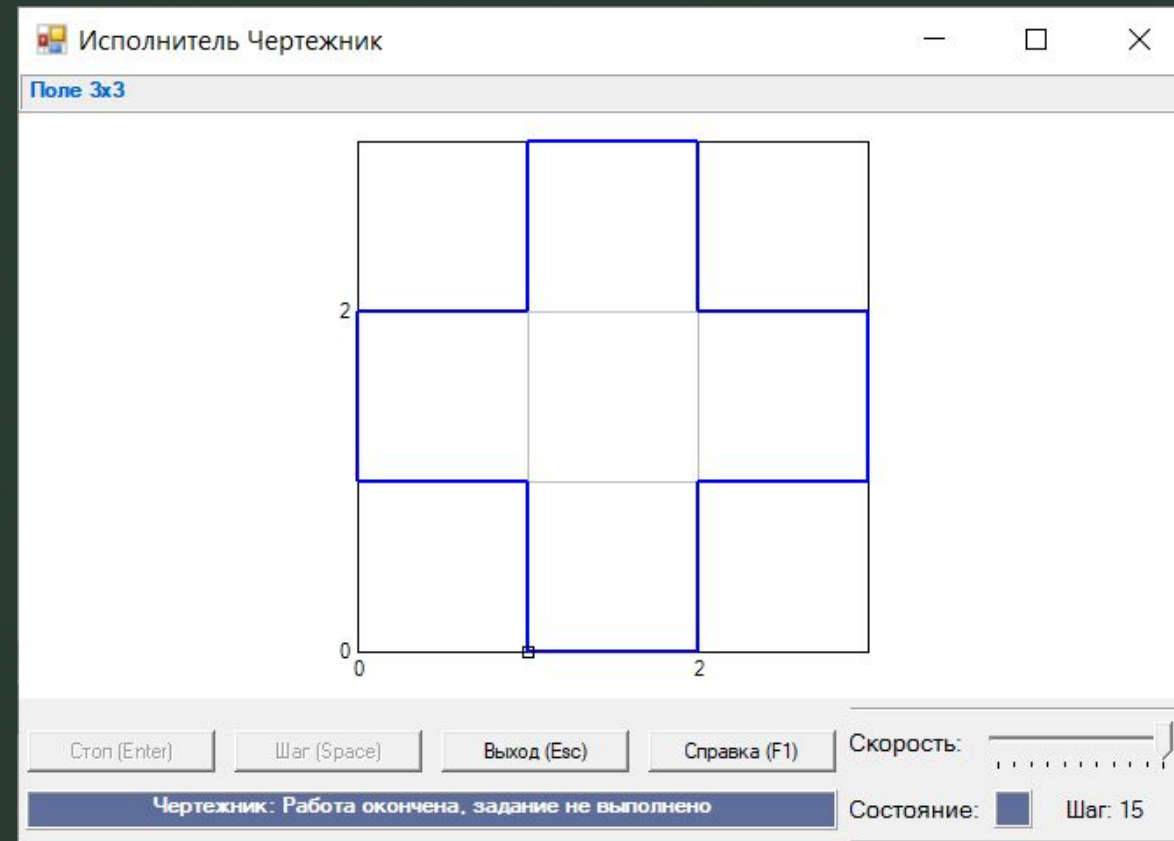 Исполнитель Чертежник
Поле 3x3
2
0
0
2
Стоп (Enter)
Шаг (Space)
Выход (Esc)
Справка (F1)
Скорость:
Чертежник: Работа окончена, задание не выполнено
Состояние:
Шаг: 15